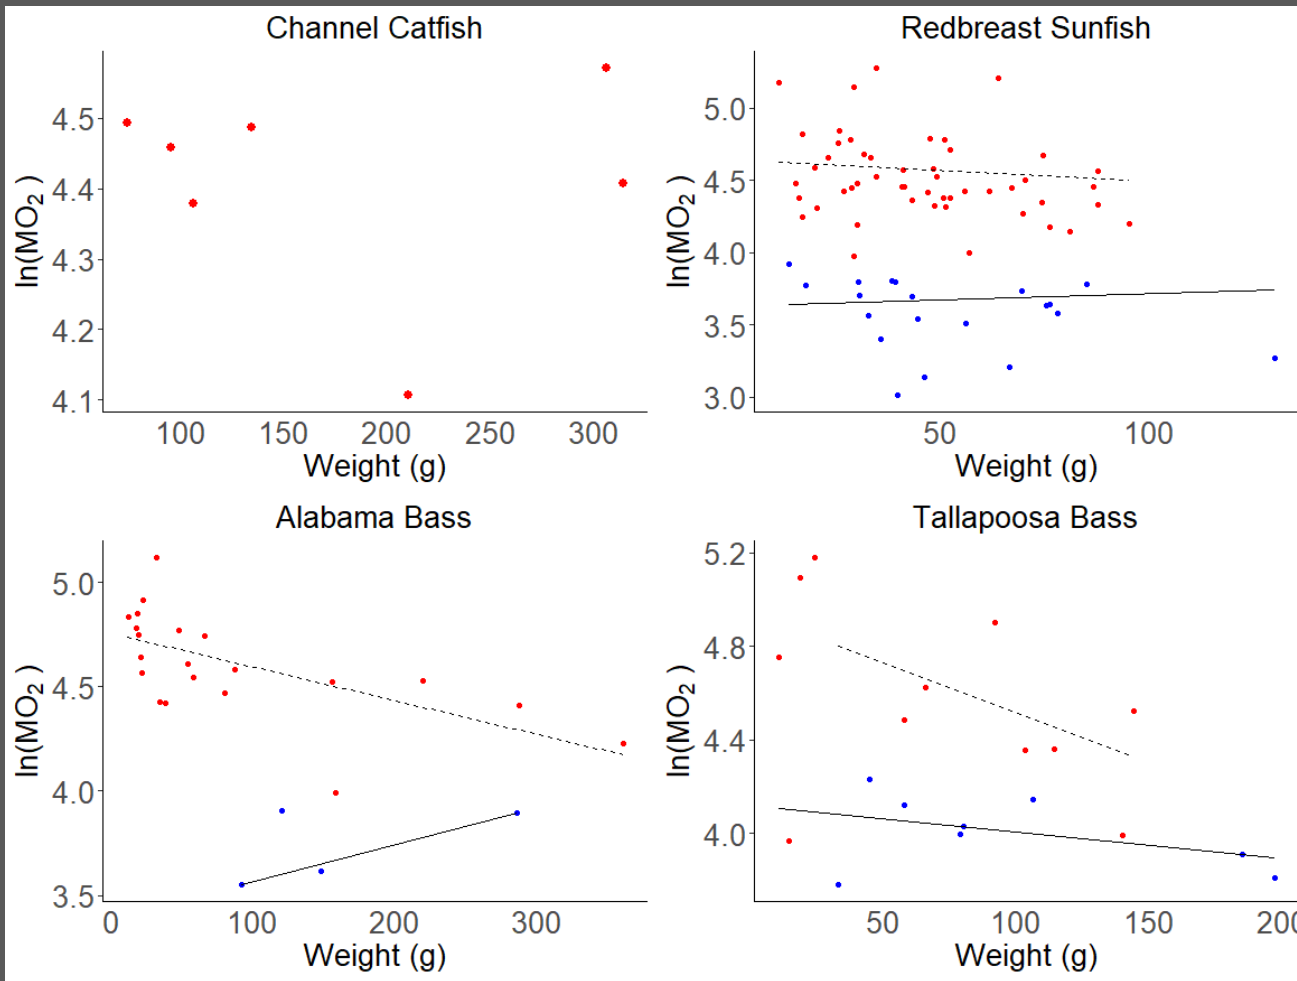 Channel Catfish
ln(MO2 )
4.5
4.4
4.3
4.2
4.1
100 150 200 250 300
Weight (g)
Redbreast Sunfish
ln(MO2 )
5.0
4.5
4.0
3.5
3.0
50 100
Weight (g)
Alabama Bass
ln(MO2 )
5.0
4.5
4.0
3.5
0 100 200 300
Weight (g)
Tallapoosa Bass
ln(MO2 )
5.2
4.8
4.4
4.0
50 100 150 200
Weight (g)